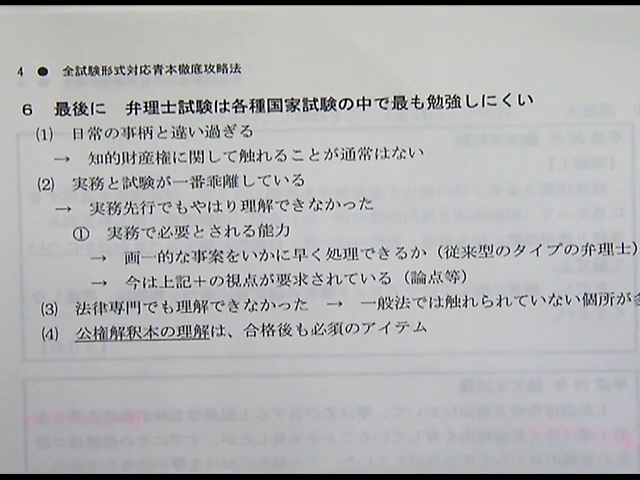 4 ● 全試験形式対応青本徹底攻略法
6 最後に 弁理士試験は各種国家試験の中で最も勉強しにくい
(1) 日常の事柄と違い過ぎる
→ 知的財産権に関して触れることが通常はない
(2) 実務と試験が一番乖離している
→ 実務先行でもやはり理解できなかった
① 実務で必要とされる能力
→ 画一的な事案をいかに早く処理できるか（従来型のタイプの弁理士）
→ 今は上記＋の視点が要求されている（論点等）
(3) 法律専門でも理解できなかった → 一般法では触れられていない個所が
(4) 公権解釈本の理解は、合格後も必須のアイテム